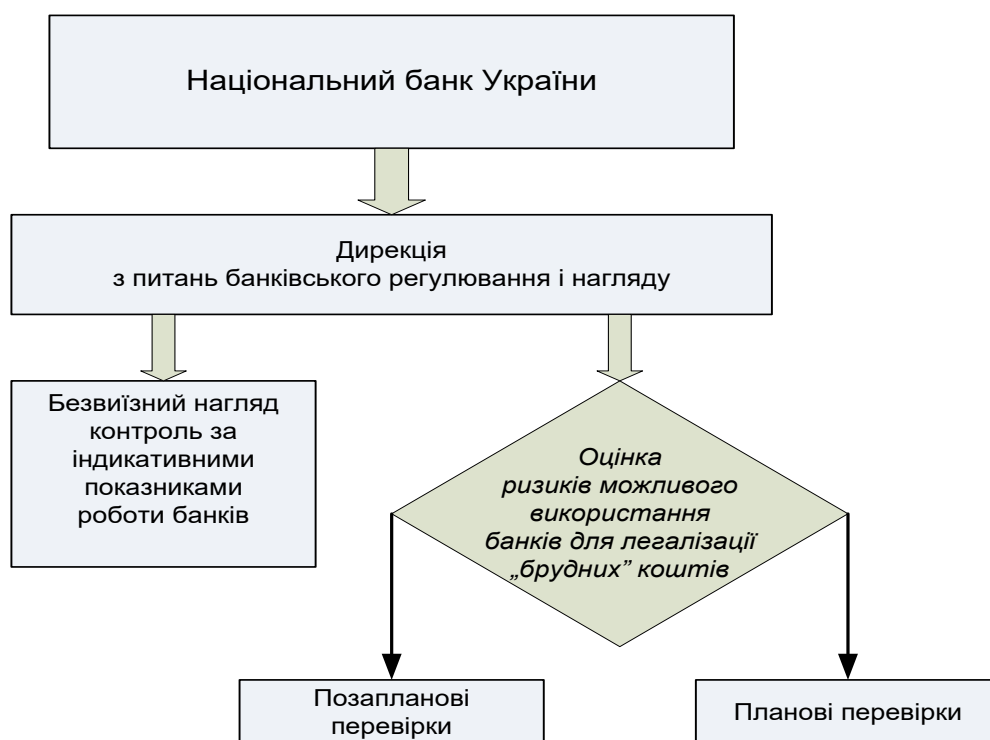 Національний банк України
Дирекція
з питань банківського регулювання і нагляду
Безвиїзний нагляд
контроль за
індикативними
показниками
роботи банків
Оцінка
ризиків можливого
використання
банків для легалізації
„брудних” коштів
Позапланові
перевірки
Планові перевірки